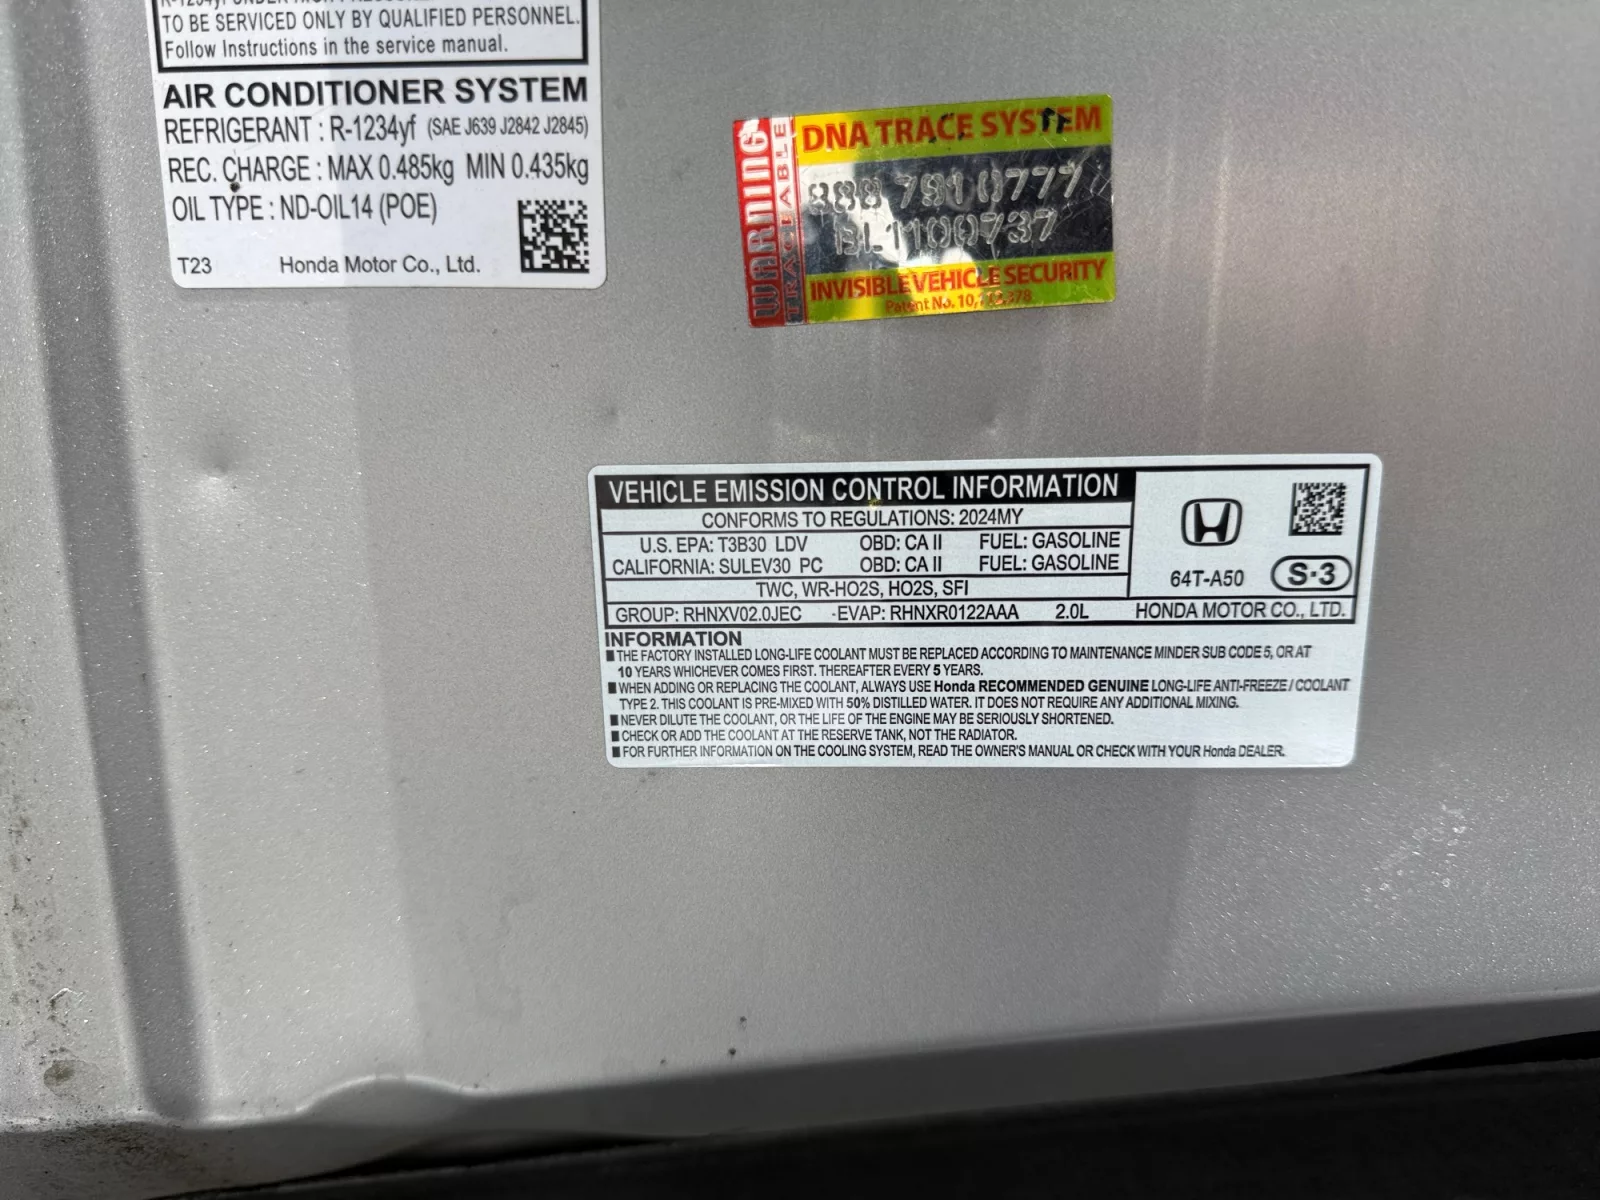 TO BE SERVICED ONLY BY QUALIFIED PERSONNEL.
Follow Instructions in the service manual.
AIR CONDITIONER SYSTEM
REFRIGERANT : R-1234yf (SAE J639 J2842 J2845)
REC. CHARGE : MAX 0.485kg MIN 0.435kg
OIL TYPE : ND-OIL14 (POE)
T23 Honda Motor Co., Ltd.
WARNING
TRACEABLE
DNA TRACE SYSTEM
888 7910777
BL1100737
INVISIBLE VEHICLE SECURITY
Patent No.
VEHICLE EMISSION CONTROL INFORMATION
CONFORMS TO REGULATIONS: 2024MY
U.S. EPA: T3B30 LDV OBD: CA II FUEL: GASOLINE
CALIFORNIA: SULEV30 PC OBD: CA II FUEL: GASOLINE
TWC, WR-HO2S, HO2S, SFI
64T-A50 S·3
GROUP: RHNXV02.0JEC ·EVAP: RHNXR0122AAA 2.0L HONDA MOTOR CO., LTD.
INFORMATION
■ THE FACTORY INSTALLED LONG-LIFE COOLANT MUST BE REPLACED ACCORDING TO MAINTENANCE MINDER SUB CODE 5, OR AT
10 YEARS WHICHEVER COMES FIRST. THEREAFTER EVERY 5 YEARS.
■ WHEN ADDING OR REPLACING THE COOLANT, ALWAYS USE Honda RECOMMENDED GENUINE LONG-LIFE ANTI-FREEZE / COOLANT
TYPE 2. THIS COOLANT IS PRE-MIXED WITH 50% DISTILLED WATER. IT DOES NOT REQUIRE ANY ADDITIONAL MIXING.
■ NEVER DILUTE THE COOLANT, OR THE LIFE OF THE ENGINE MAY BE SERIOUSLY SHORTENED.
■ CHECK OR ADD THE COOLANT AT THE RESERVE TANK, NOT THE RADIATOR.
■ FOR FURTHER INFORMATION ON THE COOLING SYSTEM, READ THE OWNER'S MANUAL OR CHECK WITH YOUR Honda DEALER.